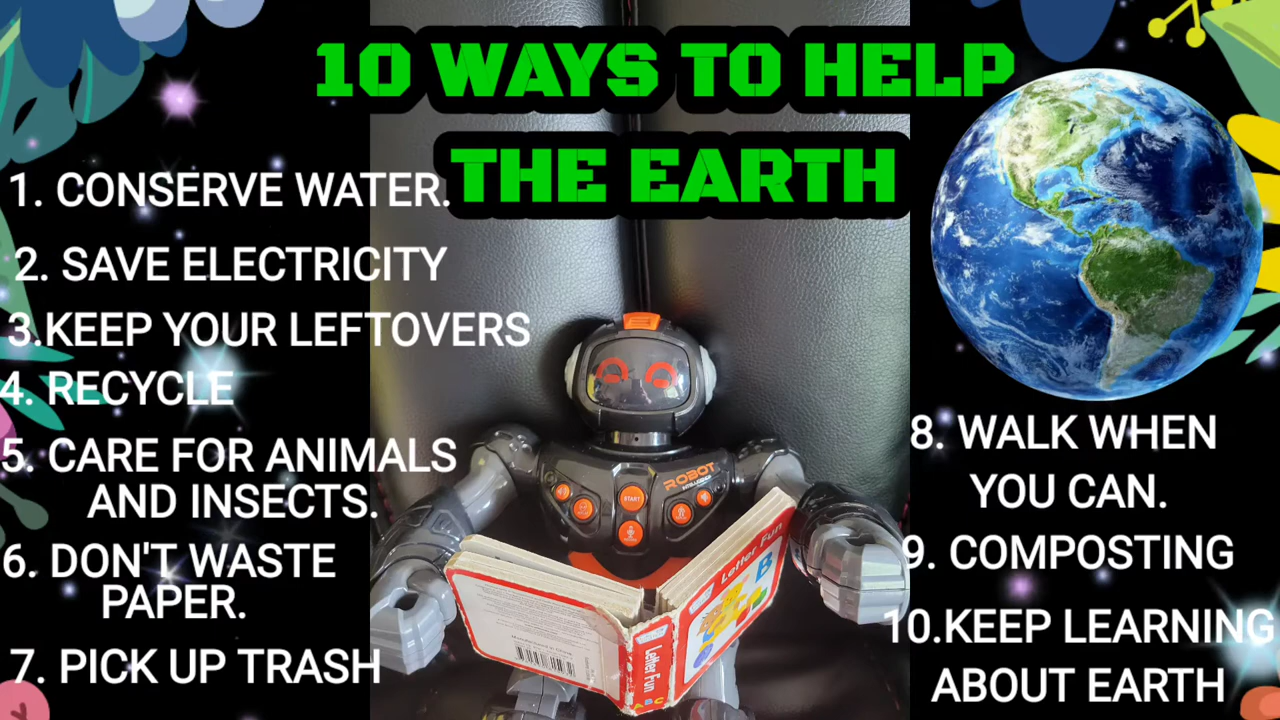 10 WAYS TO HELP
THE EARTH
1. CONSERVE WATER.
2. SAVE ELECTRICITY
3.KEEP YOUR LEFTOVERS
4. RECYCLE
5. CARE FOR ANIMALS
AND INSECTS.
6. DON'T WASTE
PAPER.
7. PICK UP TRASH
8. WALK WHEN
YOU CAN.
9. COMPOSTING
10.KEEP LEARNING
ABOUT EARTH
ROBOT
START
Letter Fun
B
Letter Fun
A B C